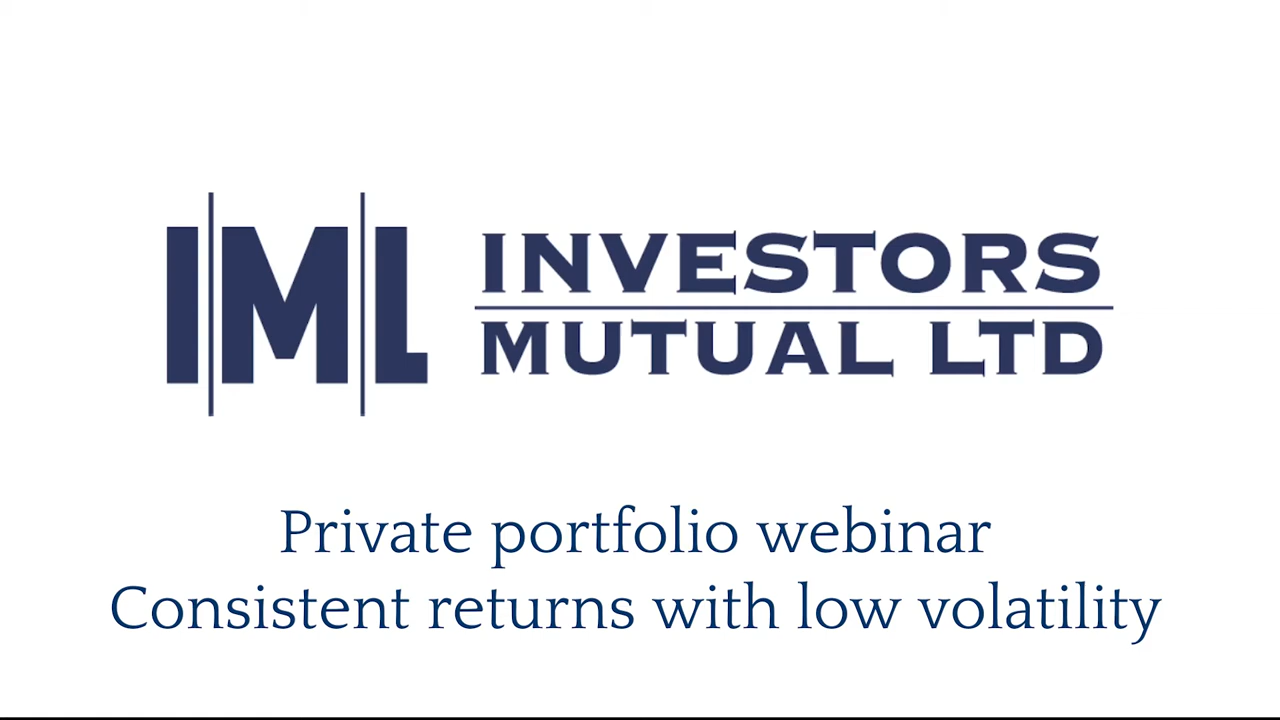 IML
INVESTORS
MUTUAL LTD
Private portfolio webinar
Consistent returns with low volatility